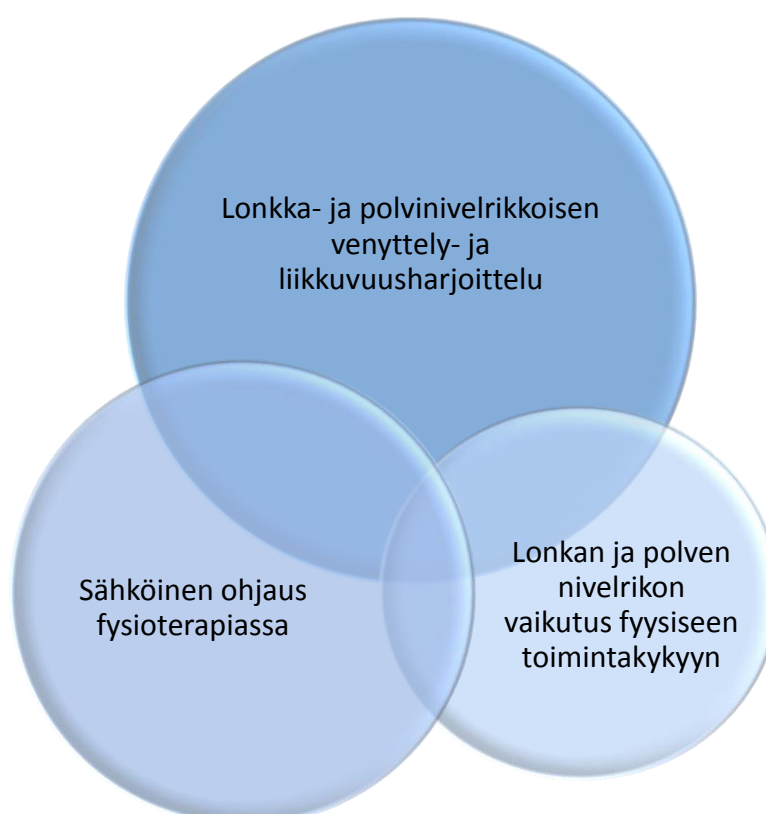 Lonkka- ja polvinivelrikkoisen
venyttely- ja
liikkuvuusharjoittelu
Sähköinen ohjaus
fysioterapiassa
Lonkan ja polven
nivelrikon
vaikutus fyysiseen
toimintakykyyn